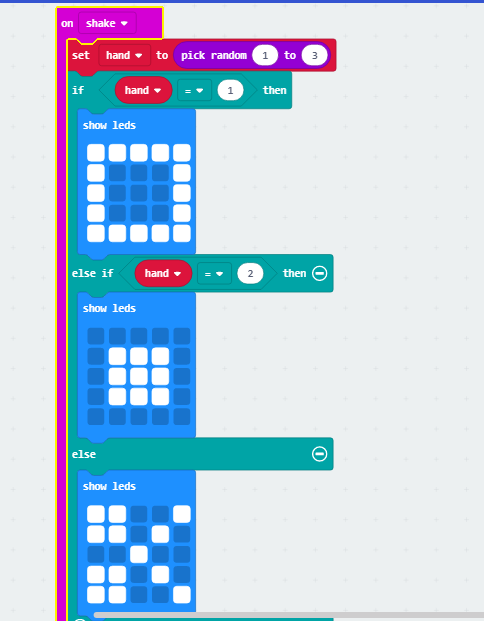 on shake
set hand to pick random 1 to 3
if hand = 1 then
show leds
else if hand = 2 then
show leds
else
show leds